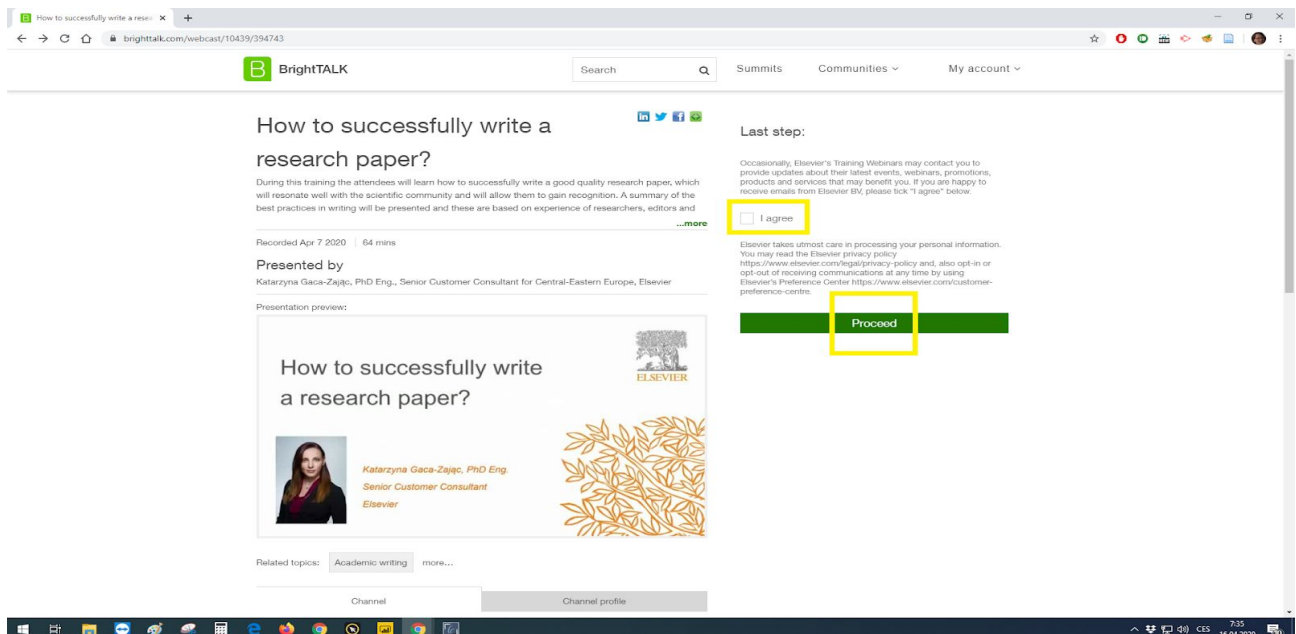 How to successfully write a resea
brighttalk.com/webcast/10439/394743
BrightTALK
Search
Summits
Communities
My account
How to successfully write a
research paper?
During this training the attendees will learn how to successfully write a good quality research paper, which
will resonate well with the scientific community and will allow them to gain recognition. A summary of the
best practices in writing will be presented and these are based on experience of researchers, editors and
...more
Recorded Apr 7 2020 | 64 mins
Presented by
Katarzyna Gaca-Zając, PhD Eng., Senior Customer Consultant for Central-Eastern Europe, Elsevier
Presentation preview:
How to successfully write
a research paper?
ELSEVIER
Katarzyna Gaca-Zając, PhD Eng.
Senior Customer Consultant
Elsevier
Related topics: Academic writing more...
Channel
Channel profile
Last step:
Occasionally, Elsevier's Training Webinars may contact you to
provide updates about their latest events, webinars, promotions,
products and services that may benefit you. If you are happy to
receive emails from Elsevier BV, please tick "I agree" below.
I agree
Elsevier takes utmost care in processing your personal information.
You may read the Elsevier privacy policy
https://www.elsevier.com/legal/privacy-policy and, also opt-in or
opt-out of receiving communications at any time by using
Elsevier's Preference Center https://www.elsevier.com/customer-
preference-centre.
Proceed
CES
7:35
16.04.2020